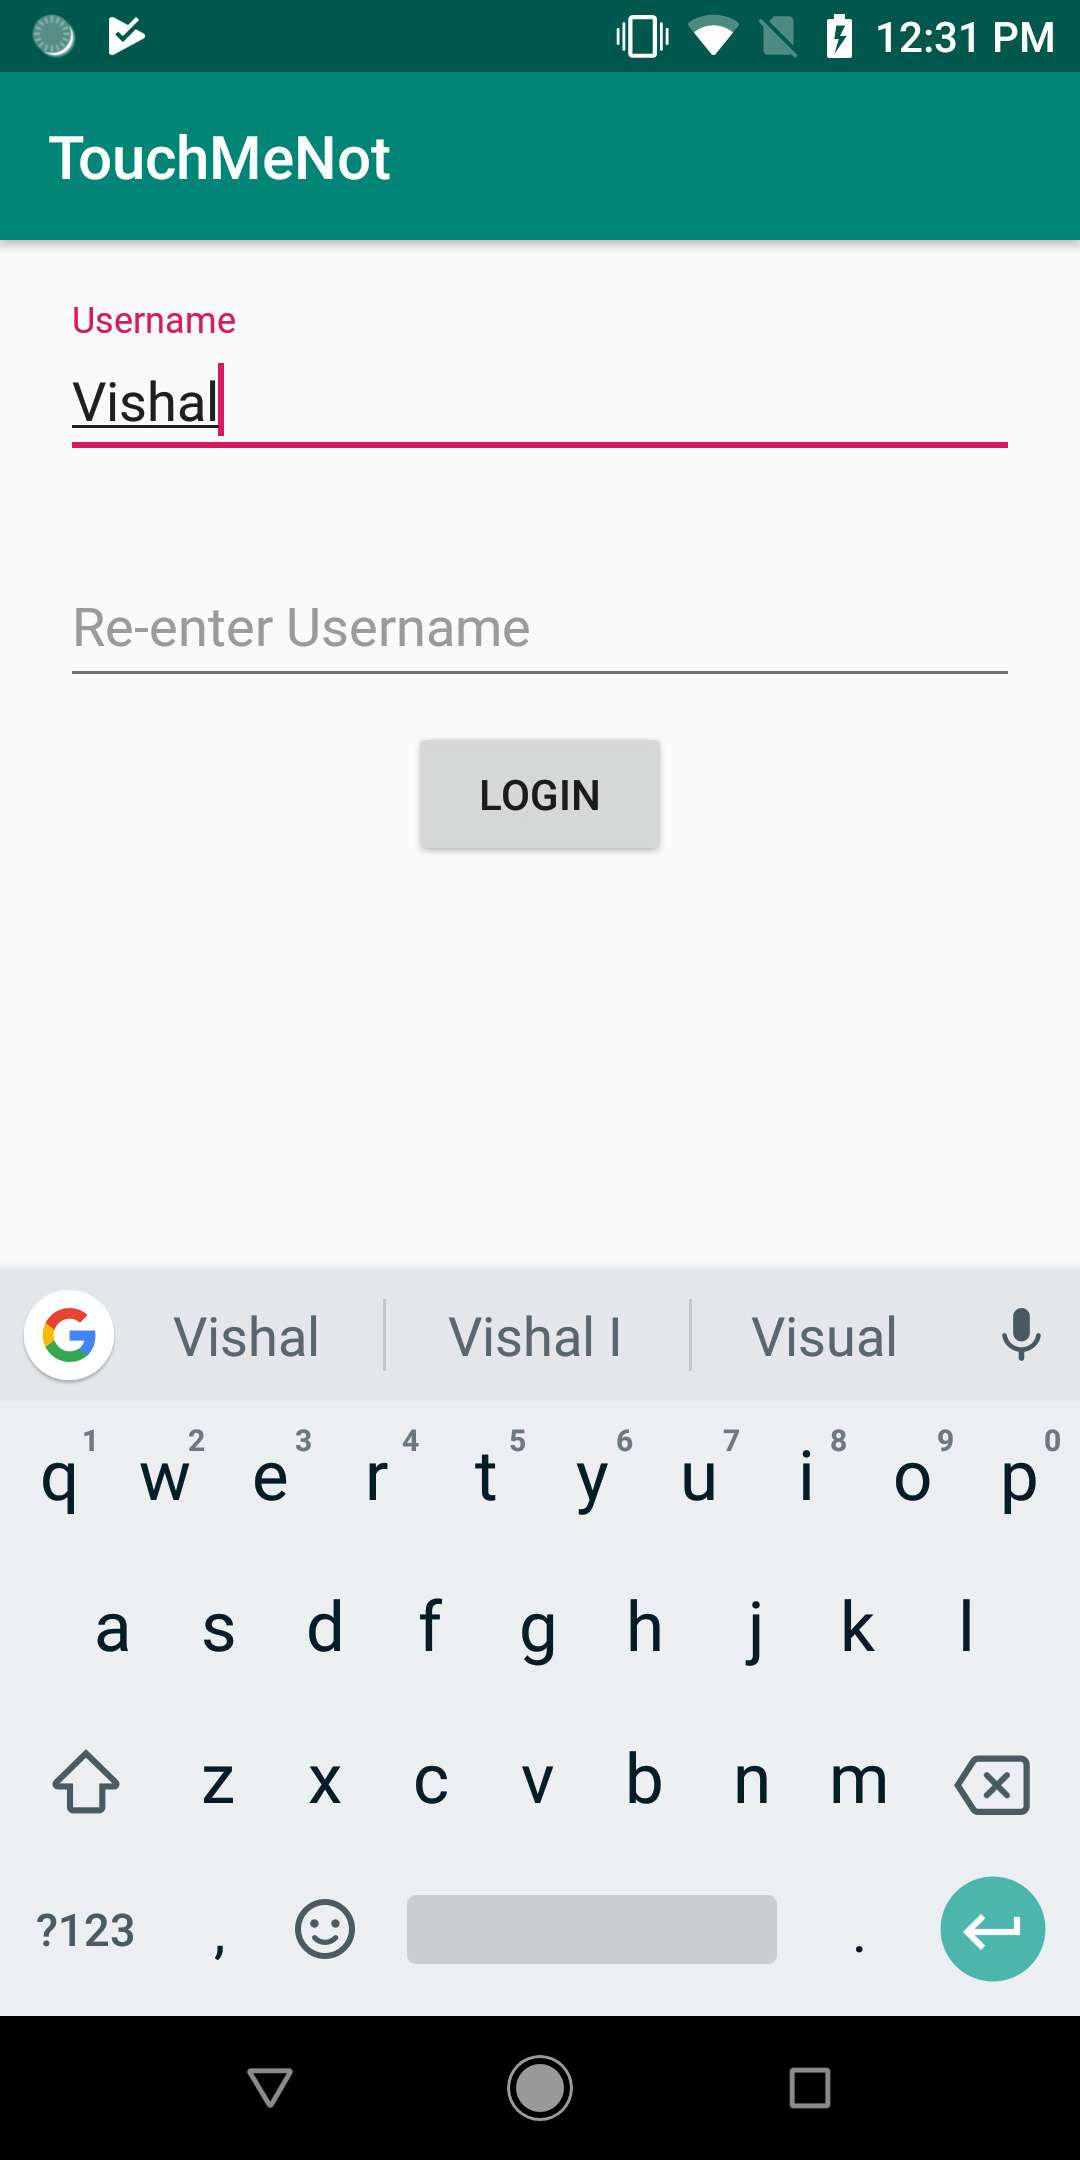 12:31 PM
TouchMeNot
Username
Vishal
Re-enter Username
LOGIN
Vishal Vishal I Visual
1 2 3 4 5 6 7 8 9 0
q w e r t y u i o p
a s d f g h j k l
z x c v b n m
?123 , .